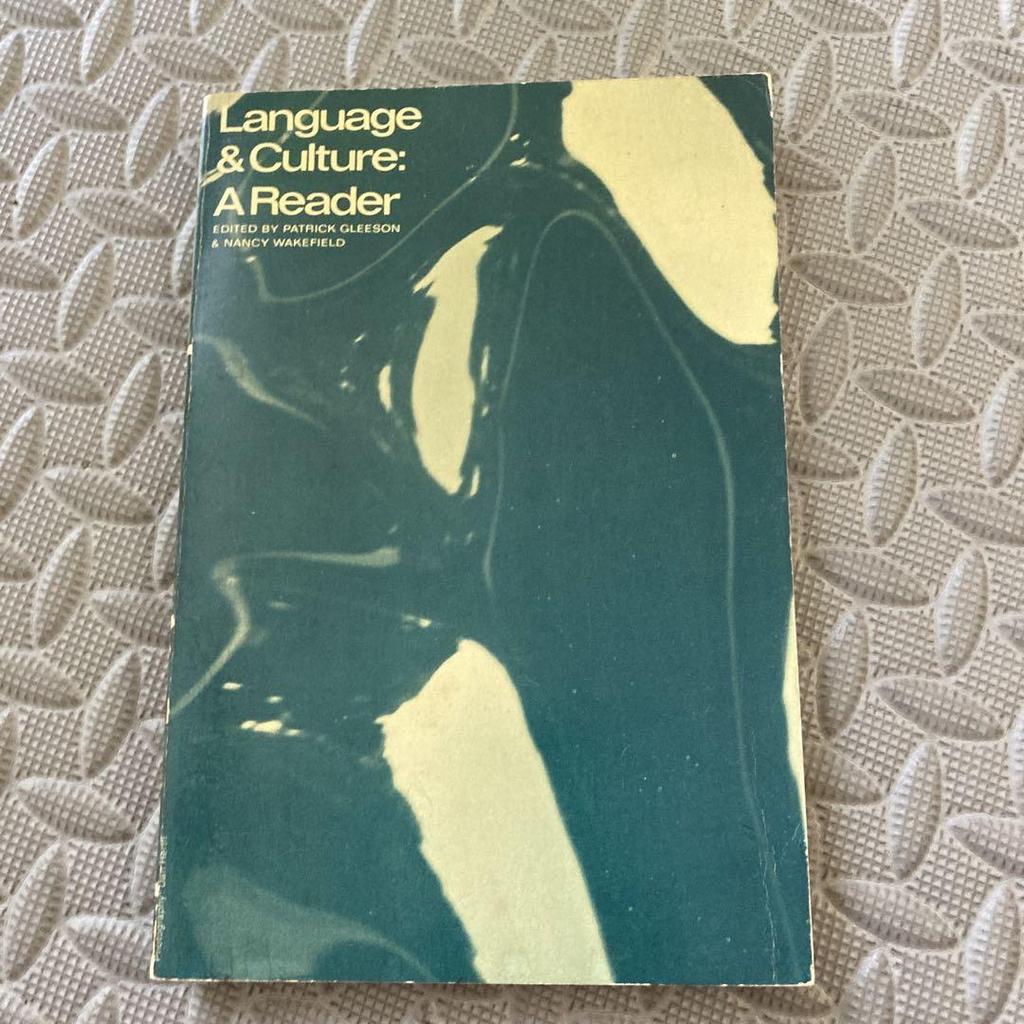 Language
& Culture:
A Reader
EDITED BY PATRICK GLEESON
& NANCY WAKEFIELD